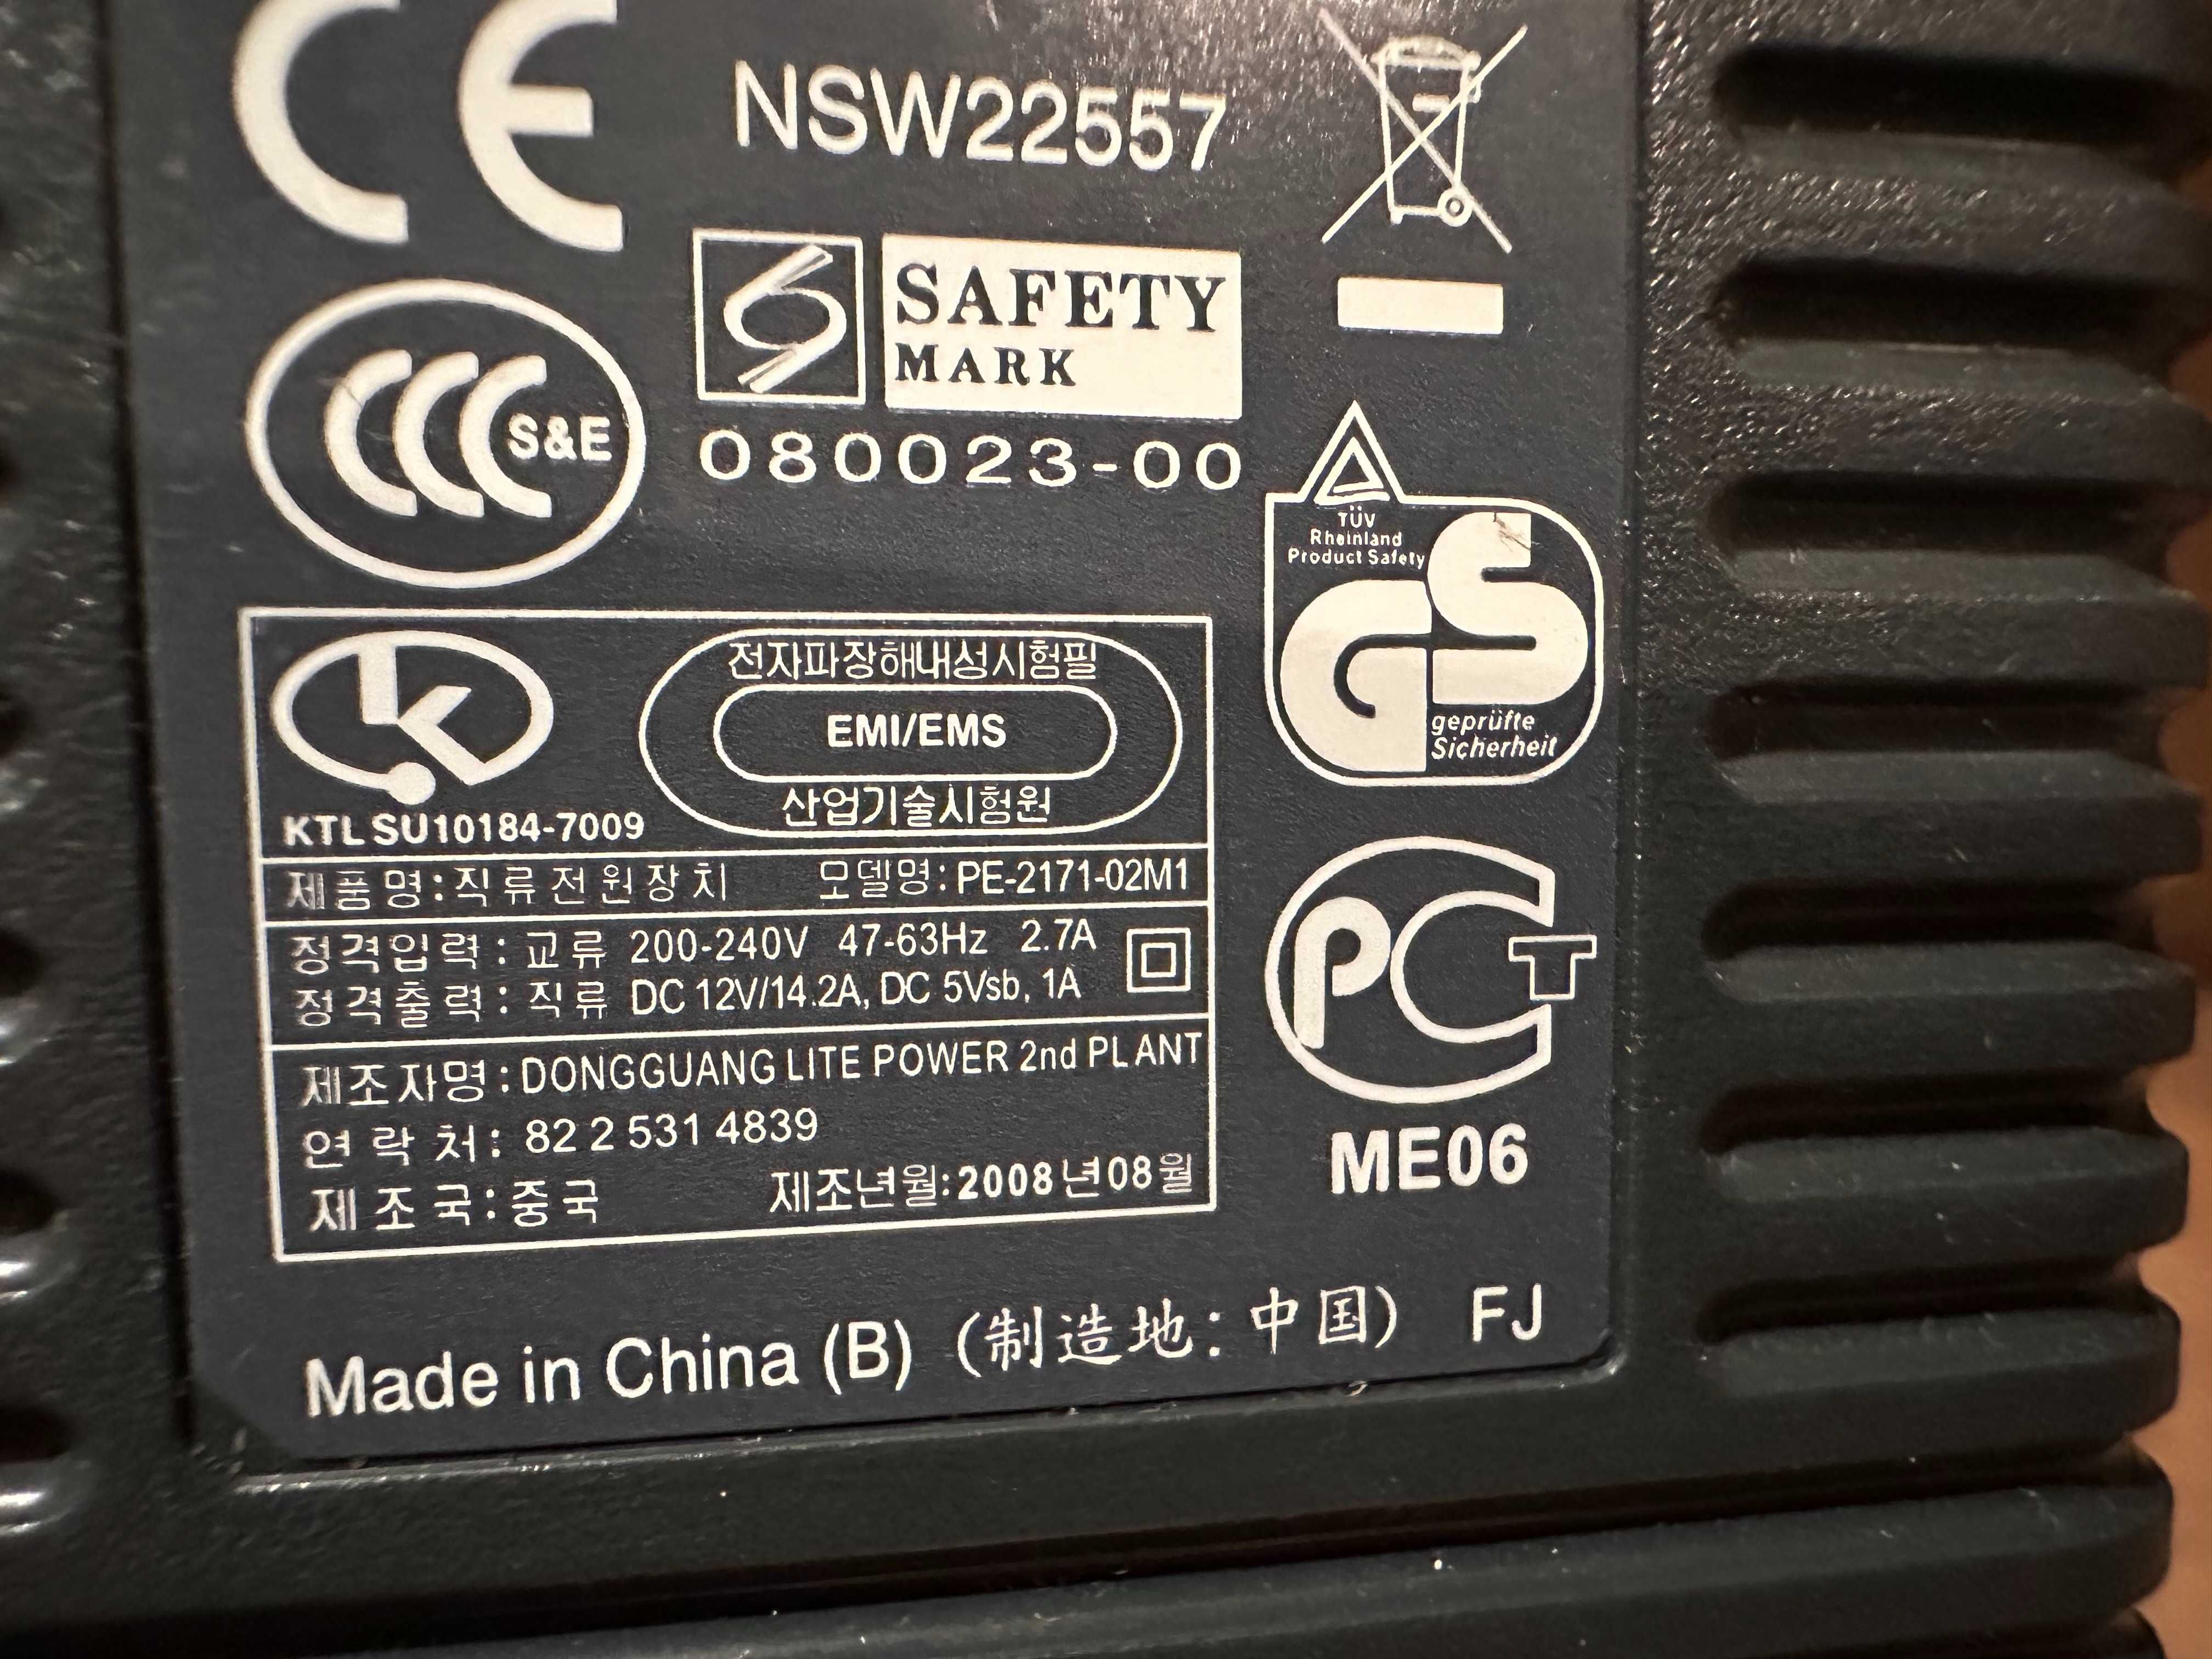 CE
NSW22557
SAFETY
MARK
CCC S&E
080023-00
TÜV
Rheinland
Product Safety
GS
geprüfte
Sicherheit
전자파장해내성시험필
EMI/EMS
산업기술시험원
KTL SU10184-7009
제품명:직류전원장치 모델명:PE-2171-02M1
정격입력: 교류 200-240V 47-63Hz 2.7A
정격출력: 직류 DC 12V/14.2A, DC 5Vsb, 1A
제조자명:DONGGUANG LITE POWER 2nd PLANT
연락처: 82 2 531 4839
제조국:중국 제조년월:2008년08월
PCT
ME06
Made in China (B) (制造地:中国) FJ